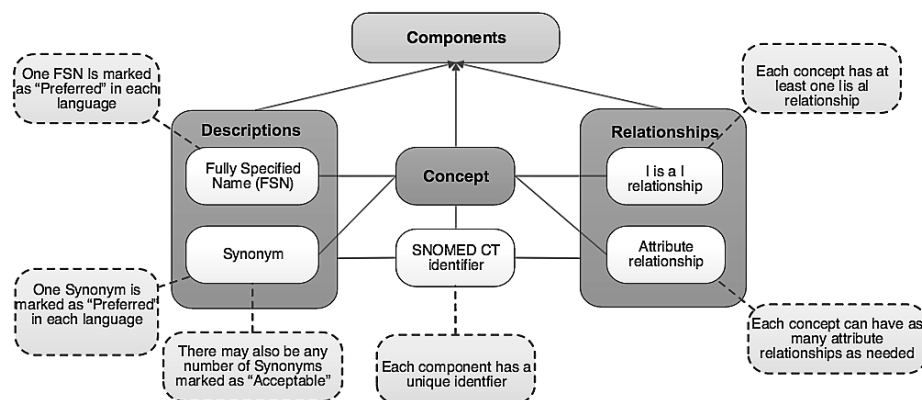 Components
One FSN Is marked
as “Preferred” in each
language
Each concept has at
least one I is al
relationship
Descriptions
Relationships
Fully Specified
Name (FSN)
Concept
I is a I
relationship
Synonym
SNOMED CT
identifier
Attribute
relationship
One Synonym is
marked as “Preferred’
in each language
There may also be any
number of Synonyms
marked as “Acceptable”
Each component has a
unique identfier
Each concept can have as
many attribute
relationships as needed